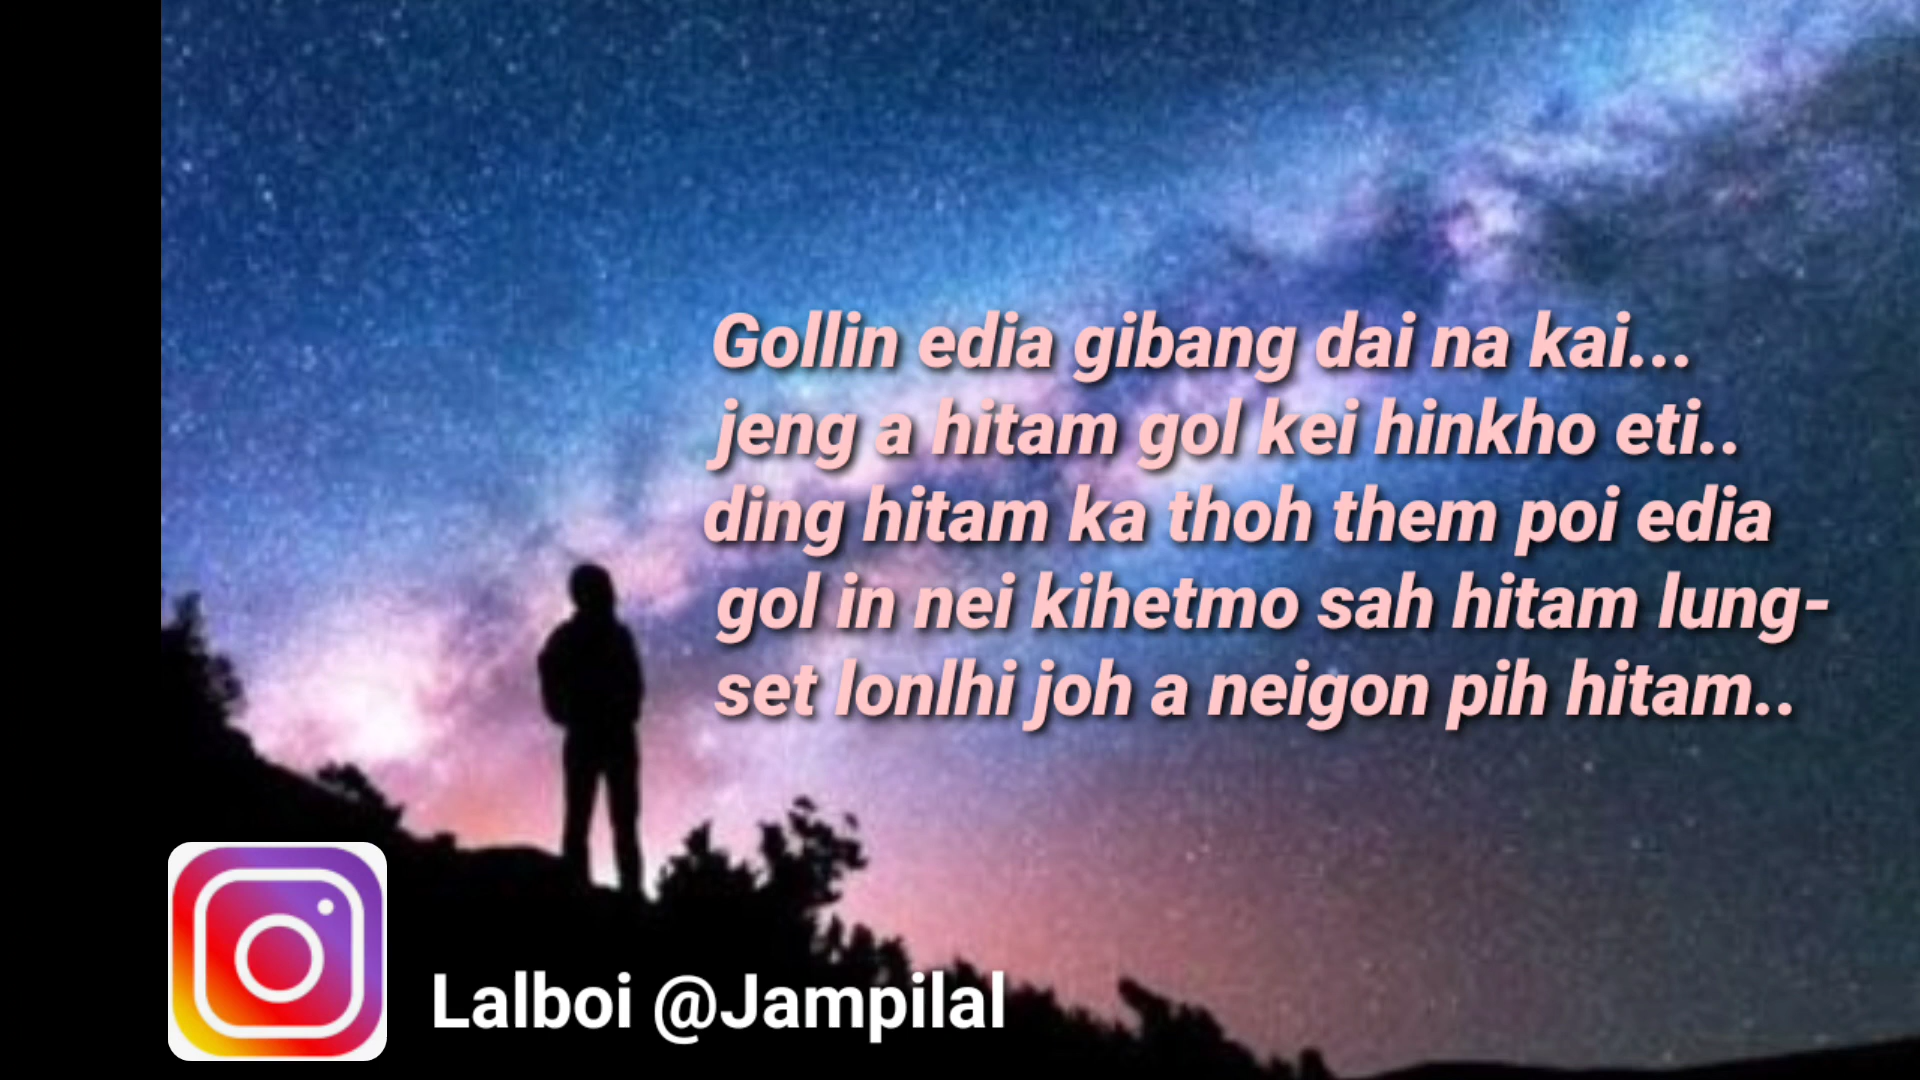 Gollin edia gibang dai na kai...
jeng a hitam gol kei hinkho eti..
ding hitam ka thoh them poi edia
gol in nei kihetmo sah hitam lung-
set lonlhi joh a neigon pih hitam..
Lalboi @Jampilal